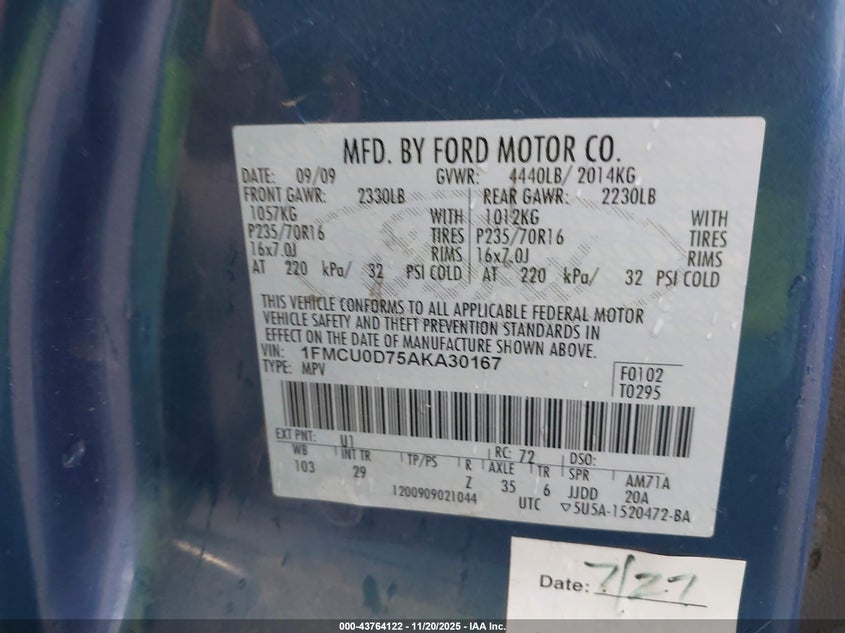 MFD. BY FORD MOTOR CO.
DATE: 09/09 GVWR: 4440LB/ 2014KG
FRONT GAWR: 2330LB REAR GAWR: 2230LB
1057KG WITH 1012KG WITH
P235/70R16 TIRES P235/70R16 TIRES
16x7.0J RIMS 16x7.0J RIMS
AT 220 kPa/ 32 PSI COLD AT 220 kPa/ 32 PSI COLD
THIS VEHICLE CONFORMS TO ALL APPLICABLE FEDERAL MOTOR
VEHICLE SAFETY AND THEFT PREVENTION STANDARDS IN
EFFECT ON THE DATE OF MANUFACTURE SHOWN ABOVE.
VIN: 1FMCU0D75AKA30167
TYPE: MPV
F0102
T0295
EXT PNT: U1 RC: 72 DSO:
WB INT TR TP/PS R AXLE TR SPR AM71A
103 29 Z 35 6 JJDD 20A
1200909021044 UTC ▽5U5A-1520472-BA
Date: 7/27
000-43764122 - 11/20/2025 - IAA Inc.